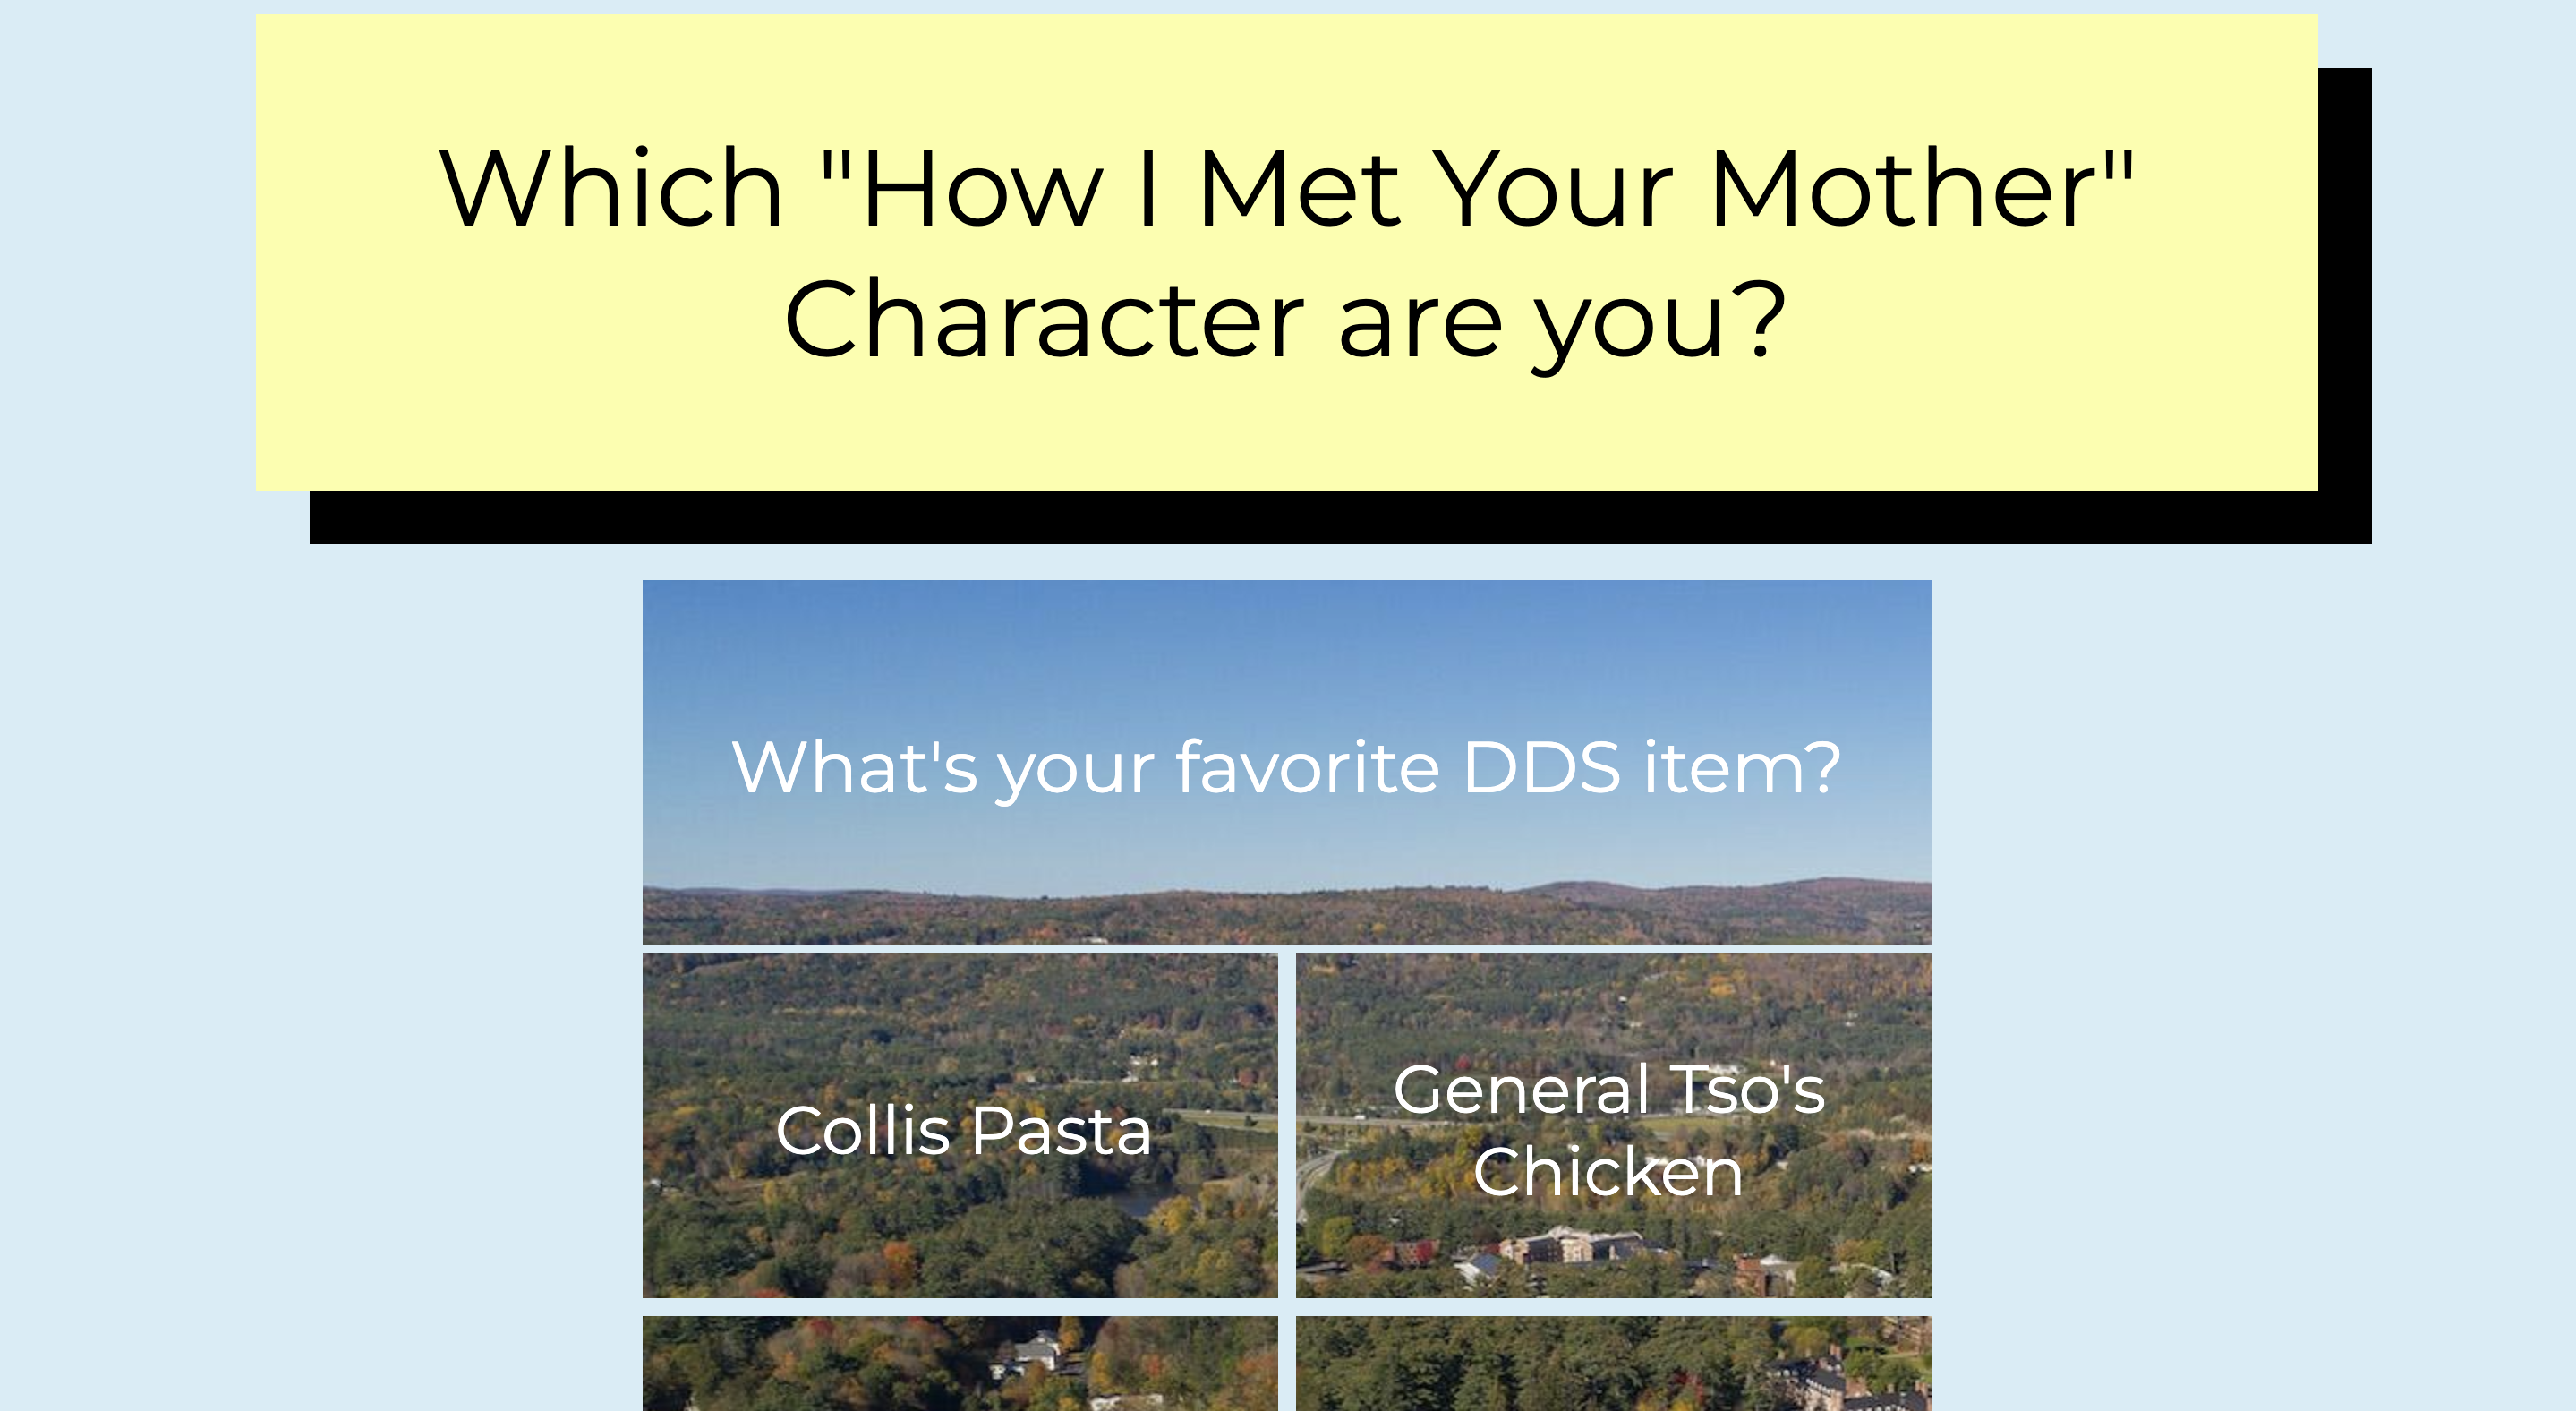 Which "How I Met Your Mother"
Character are you?
What's your favorite DDS item?
Collis Pasta
General Tso's
Chicken